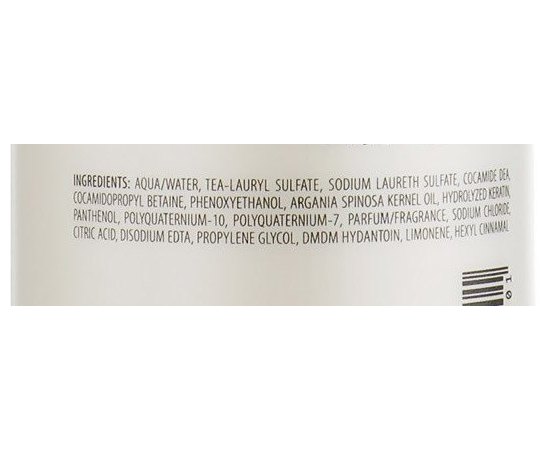 INGREDIENTS: AQUA/WATER, TEA-LAURYL SULFATE, SODIUM LAURETH SULFATE, COCAMIDE DEA,
COCAMIDOPROPYL BETAINE, PHENOXYETHANOL, ARGANIA SPINOSA KERNEL OIL, HYDROLYZED KERATIN,
PANTHENOL, POLYQUATERNIUM-10, POLYQUATERNIUM-7, PARFUM/FRAGRANCE, SODIUM CHLORIDE,
CITRIC ACID, DISODIUM EDTA, PROPYLENE GLYCOL, DMDM HYDANTOIN, LIMONENE, HEXYL CINNAMAL